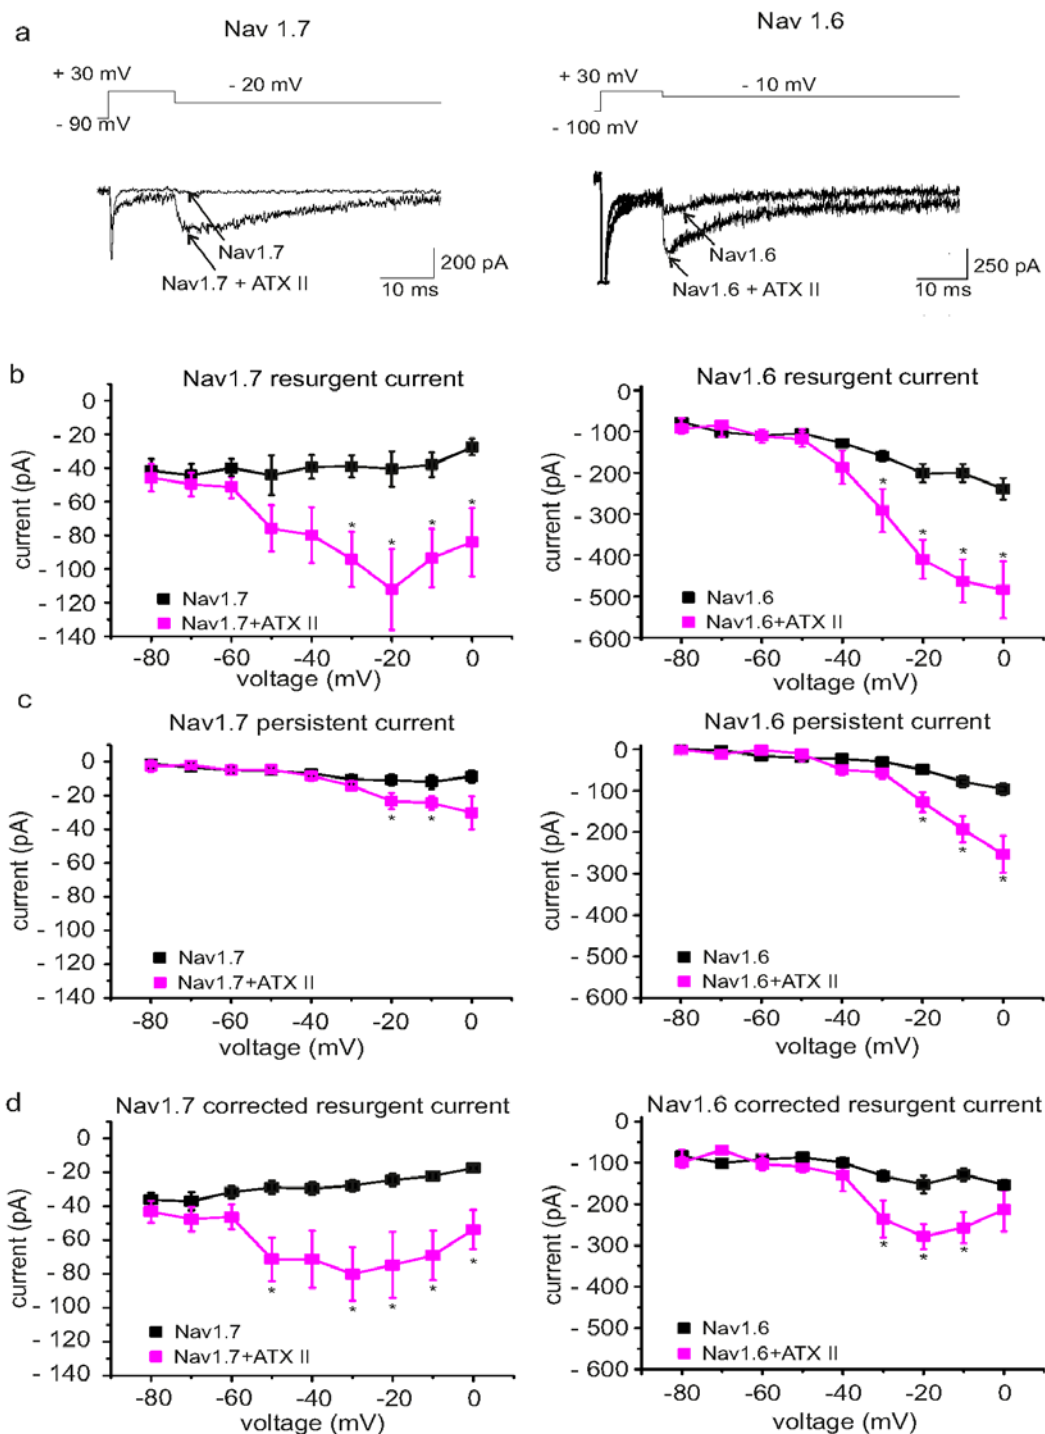 a
Nav 1.7
Nav 1.6
+ 30 mV
- 20 mV
- 90 mV
+ 30 mV
- 10 mV
- 100 mV
Nav1.7
Nav1.7 + ATX II
200 pA
10 ms
Nav1.6
Nav1.6 + ATX II
250 pA
10 ms
b
Nav1.7 resurgent current
0
- 20
- 40
- 60
- 80
- 100
- 120
- 140
current (pA)
* * * *
Nav1.7
Nav1.7+ATX II
-80 -60 -40 -20 0
voltage (mV)
Nav1.6 resurgent current
0
- 100
- 200
- 300
- 400
- 500
- 600
current (pA)
* * * *
Nav1.6
Nav1.6+ATX II
-80 -60 -40 -20 0
voltage (mV)
c
Nav1.7 persistent current
0
- 20
- 40
- 60
- 80
- 100
- 120
- 140
current (pA)
* *
Nav1.7
Nav1.7+ATX II
-80 -60 -40 -20 0
voltage (mV)
Nav1.6 persistent current
0
- 100
- 200
- 300
- 400
- 500
- 600
current (pA)
* * *
Nav1.6
Nav1.6+ATX II
-80 -60 -40 -20 0
voltage (mV)
d
Nav1.7 corrected resurgent current
0
- 20
- 40
- 60
- 80
- 100
- 120
- 140
current (pA)
* * * * *
Nav1.7
Nav1.7+ATX II
-80 -60 -40 -20 0
voltage (mV)
Nav1.6 corrected resurgent current
0
- 100
- 200
- 300
- 400
- 500
- 600
current (pA)
* * *
Nav1.6
Nav1.6+ATX II
-80 -60 -40 -20 0
voltage (mV)